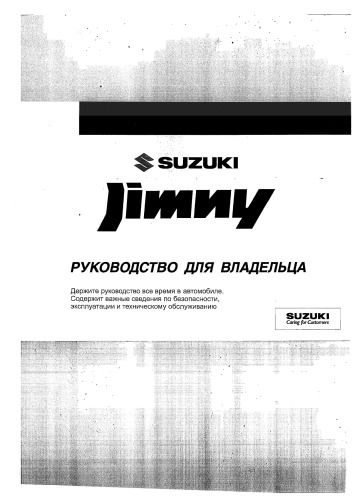 SUZUKI
Jimny
РУКОВОДСТВО ДЛЯ ВЛАДЕЛЬЦА
Держите руководство все время в автомобиле.
Содержит важные сведения по безопасности,
эксплуатации и техническому обслуживанию
SUZUKI
Caring for Customers